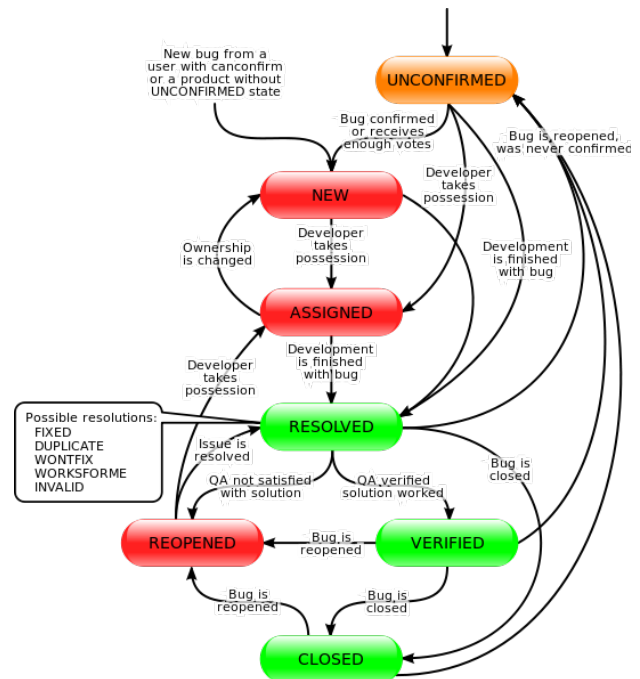 New bug from a
user with canconfirm
or a product without
UNCONFIRMED state
UNCONFIRMED
Bug confirmed
or receives
enough votes
Bug is reopened,
was never confirmed
NEW
Developer
takes
possession
Ownership
is changed
Developer
takes
possession
Development
is finished
with bug
ASSIGNED
Developer
takes
possession
Development
is finished
with bug
Possible resolutions:
FIXED
DUPLICATE
WONTFIX
WORKSFORME
INVALID
RESOLVED
Issue is
resolved
QA not satisfied
with solution
QA verified
solution worked
Bug is
closed
REOPENED
Bug is
reopened
VERIFIED
Bug is
reopened
Bug is
closed
CLOSED